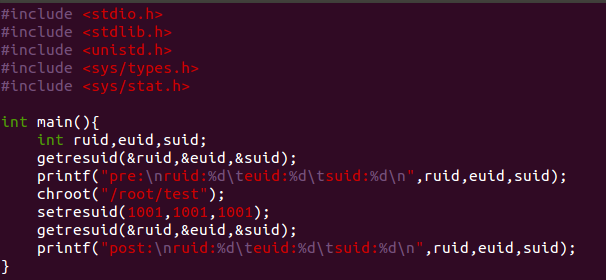 #include <stdio.h>
#include <stdlib.h>
#include <unistd.h>
#include <sys/types.h>
#include <sys/stat.h>
int main(){
    int ruid,euid,suid;
    getresuid(&ruid,&euid,&suid);
    printf("pre:\nruid:%d\teuid:%d\tsuid:%d\n",ruid,euid,suid);
    chroot("/root/test");
    setresuid(1001,1001,1001);
    getresuid(&ruid,&euid,&suid);
    printf("post:\nruid:%d\teuid:%d\tsuid:%d\n",ruid,euid,suid);
}